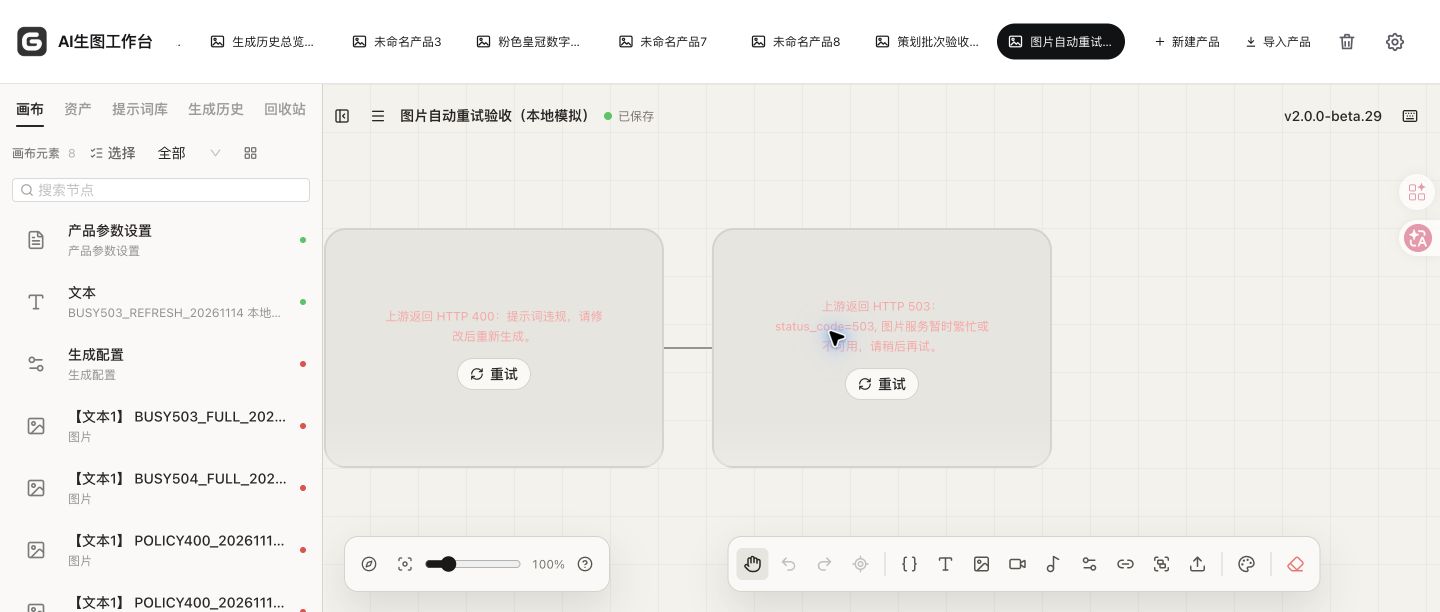 AI生图工作台
.
生成历史总览...
未命名产品3
粉色皇冠数字...
未命名产品7
未命名产品8
策划批次验收...
图片自动重试...
新建产品
导入产品
画布 资产 提示词库 生成历史 回收站
画布元素 8 选择 全部
搜索节点
产品参数设置
产品参数设置
文本
BUSY503_REFRESH_20261114 本地...
生成配置
生成配置
【文本1】 BUSY503_FULL_202...
图片
【文本1】 BUSY504_FULL_202...
图片
【文本1】 POLICY400_2026111...
图片
【文本1】 POLICY400_2026111...
图片自动重试验收（本地模拟） 已保存
v2.0.0-beta.29
上游返回 HTTP 400：提示词违规，请修
改后重新生成。
重试
上游返回 HTTP 503：
status_code=503, 图片服务暂时繁忙或
不可用，请稍后再试。
重试
100%